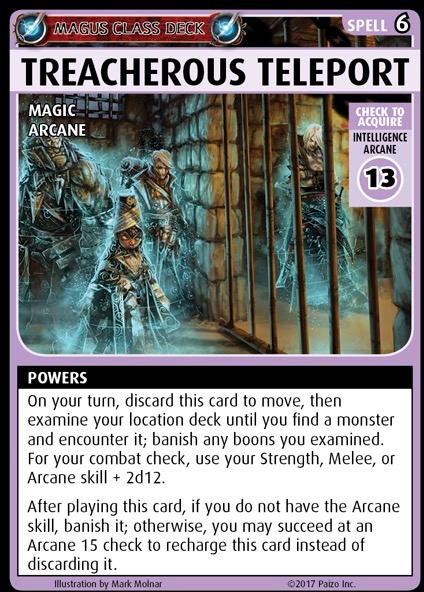 MAGUS CLASS DECK
SPELL 6
TREACHEROUS TELEPORT
MAGIC
ARCANE
CHECK TO
ACQUIRE
INTELLIGENCE
ARCANE
13
POWERS
On your turn, discard this card to move, then
examine your location deck until you find a monster
and encounter it; banish any boons you examined.
For your combat check, use your Strength, Melee, or
Arcane skill + 2d12.
After playing this card, if you do not have the Arcane
skill, banish it; otherwise, you may succeed at an
Arcane 15 check to recharge this card instead of
discarding it.
Illustration by Mark Molnar
©2017 Paizo Inc.